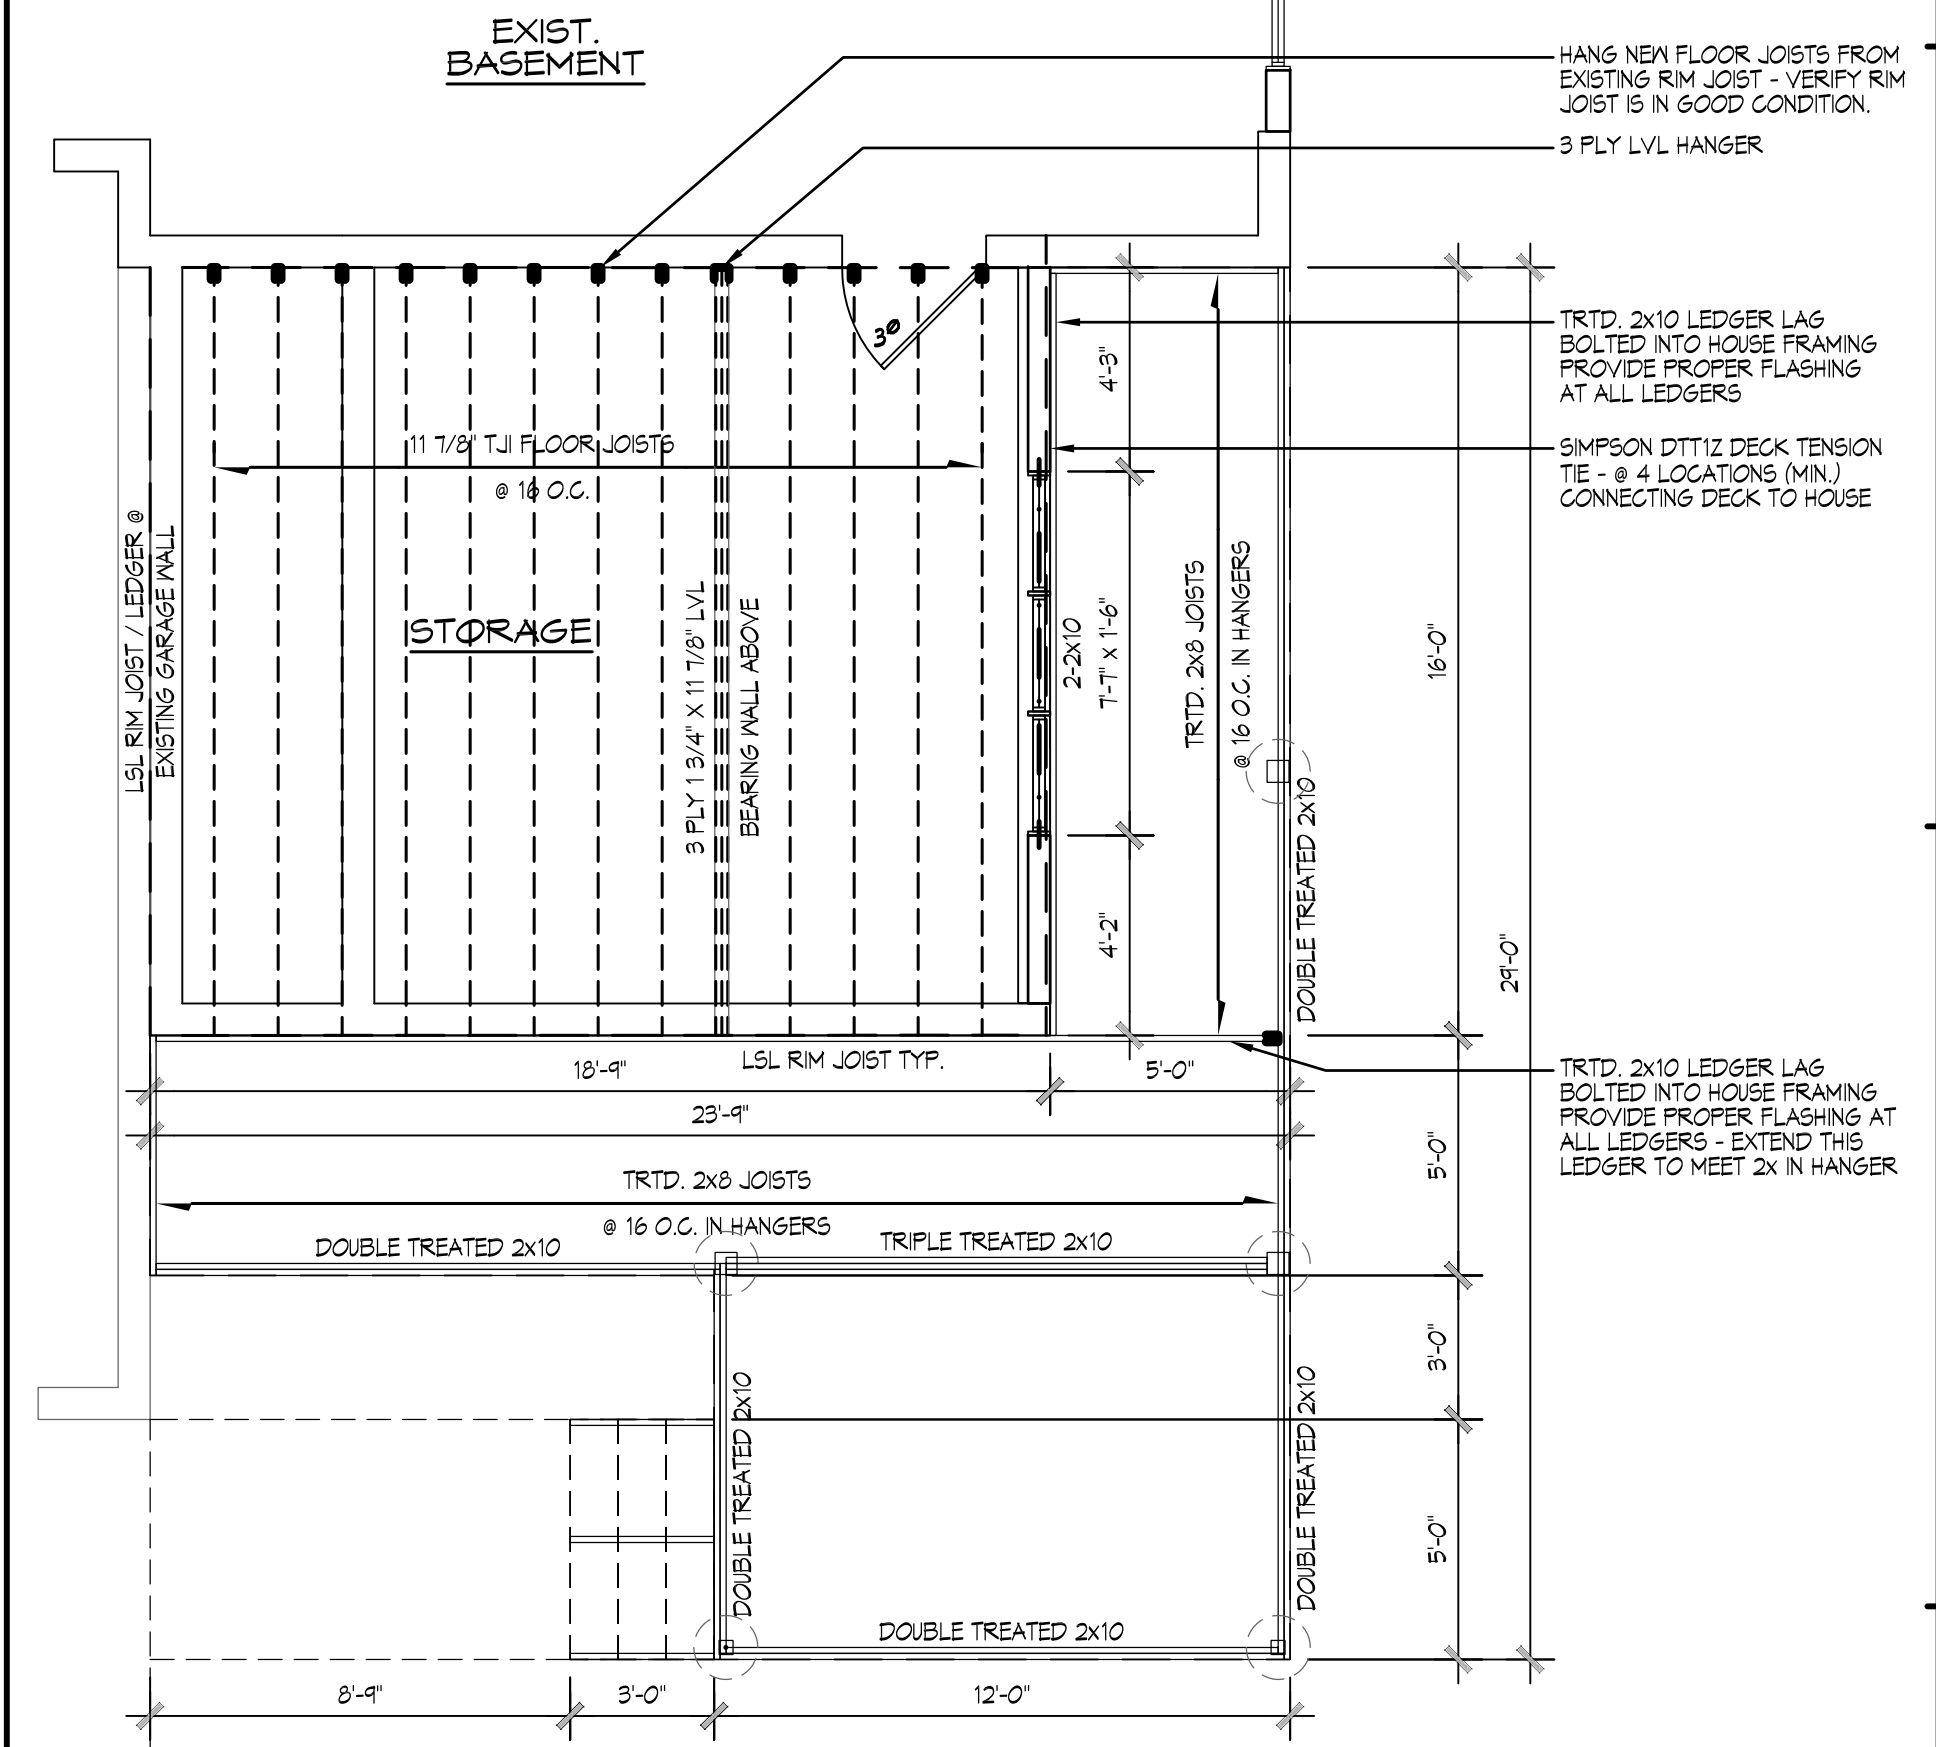 EXIST.
BASEMENT
HANG NEW FLOOR JOISTS FROM
EXISTING RIM JOIST - VERIFY RIM
JOIST IS IN GOOD CONDITION.
3 PLY LVL HANGER
TRTD. 2x10 LEDGER LAG
BOLTED INTO HOUSE FRAMING
PROVIDE PROPER FLASHING
AT ALL LEDGERS
SIMPSON DTT1Z DECK TENSION
TIE - @ 4 LOCATIONS (MIN.)
CONNECTING DECK TO HOUSE
3⁰
4'-3"
11 7/8" TJI FLOOR JOISTS
@ 16 O.C.
LSL RIM JOIST / LEDGER @
EXISTING GARAGE WALL
STORAGE
3 PLY 1 3/4" X 11 7/8" LVL
BEARING WALL ABOVE
2-2x10
7'-7" x 1'-6"
TRTD. 2x8 JOISTS
@ 16 O.C. IN HANGERS
16'-0"
DOUBLE TREATED 2x10
4'-2"
29'-0"
LSL RIM JOIST TYP.
18'-9"
5'-0"
23'-9"
TRTD. 2x10 LEDGER LAG
BOLTED INTO HOUSE FRAMING
PROVIDE PROPER FLASHING AT
ALL LEDGERS - EXTEND THIS
LEDGER TO MEET 2x IN HANGER
5'-0"
TRTD. 2x8 JOISTS
@ 16 O.C. IN HANGERS
DOUBLE TREATED 2x10
TRIPLE TREATED 2x10
3'-0"
DOUBLE TREATED 2x10
DOUBLE TREATED 2x10
5'-0"
DOUBLE TREATED 2x10
8'-9"
3'-0"
12'-0"